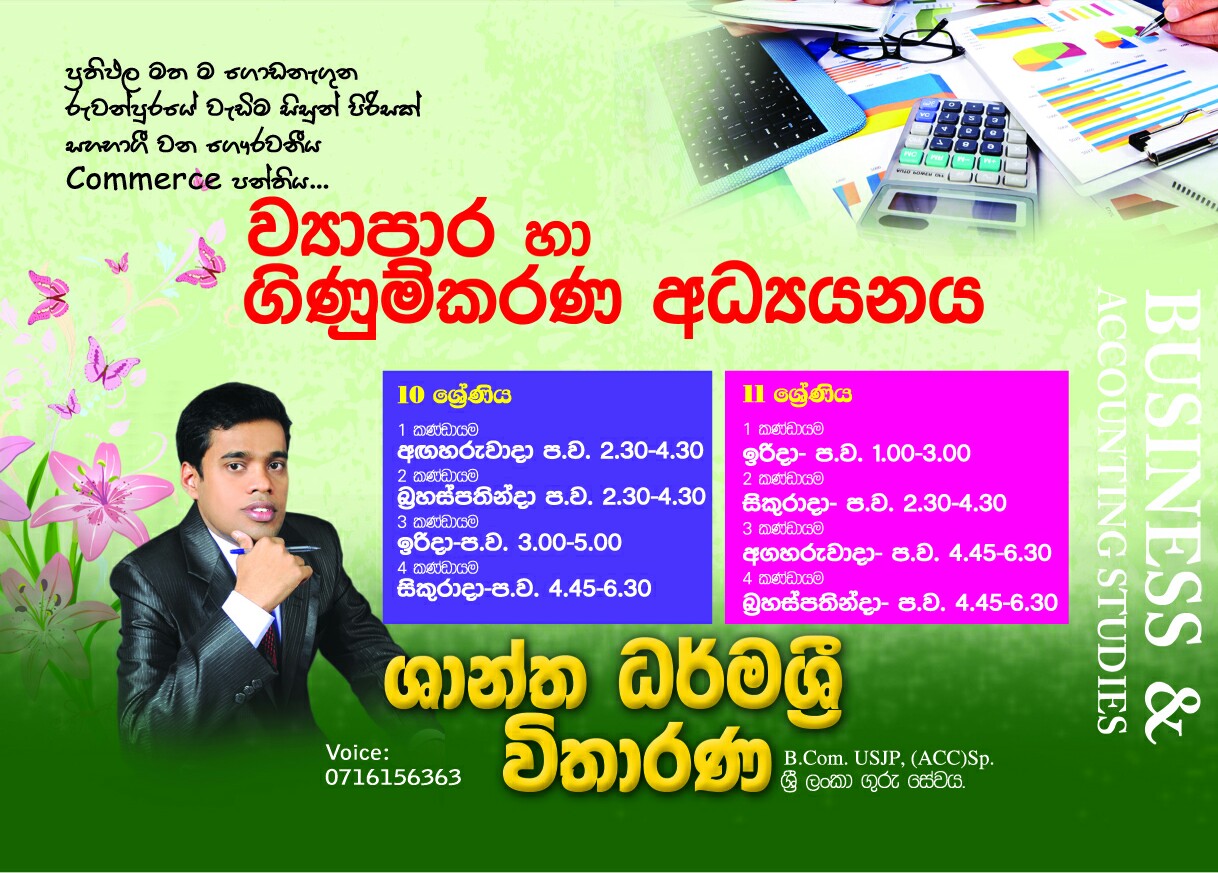 ප්‍රතිඵල මත ම ගොඩනැගුන
රුවන්පුරයේ වැඩිම සිසුන් පිරිසක්
සහභාගී වන ගෞරවනීය
Commerce පන්තිය...
ව්‍යාපාර හා
ගිණුම්කරණ අධ්‍යයනය
10 ශ්‍රේණිය
1 කණ්ඩායම
අඟහරුවාදා ප.ව. 2.30-4.30
2 කණ්ඩායම
බ්‍රහස්පතින්දා ප.ව. 2.30-4.30
3 කණ්ඩායම
ඉරිදා-ප.ව. 3.00-5.00
4 කණ්ඩායම
සිකුරාදා-ප.ව. 4.45-6.30
11 ශ්‍රේණිය
1 කණ්ඩායම
ඉරිදා- ප.ව. 1.00-3.00
2 කණ්ඩායම
සිකුරාදා- ප.ව. 2.30-4.30
3 කණ්ඩායම
අගහරුවාදා- ප.ව. 4.45-6.30
4 කණ්ඩායම
බ්‍රහස්පතින්දා- ප.ව. 4.45-6.30
BUSINESS &
ACCOUNTING STUDIES
ශාන්ත ධර්මශ්‍රී
විතාරණ
B.Com. USJP, (ACC)Sp.
ශ්‍රී ලංකා ගුරු සේවය.
Voice:
0716156363